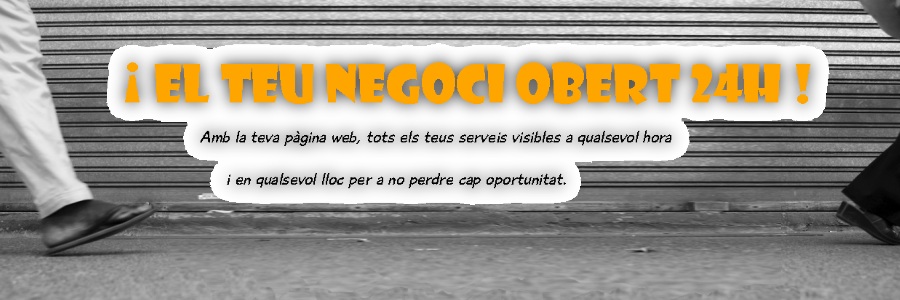 ¡ EL TEU NEGOCI OBERT 24H !
Amb la teva pàgina web, tots els teus serveis visibles a qualsevol hora
i en qualsevol lloc per a no perdre cap oportunitat.